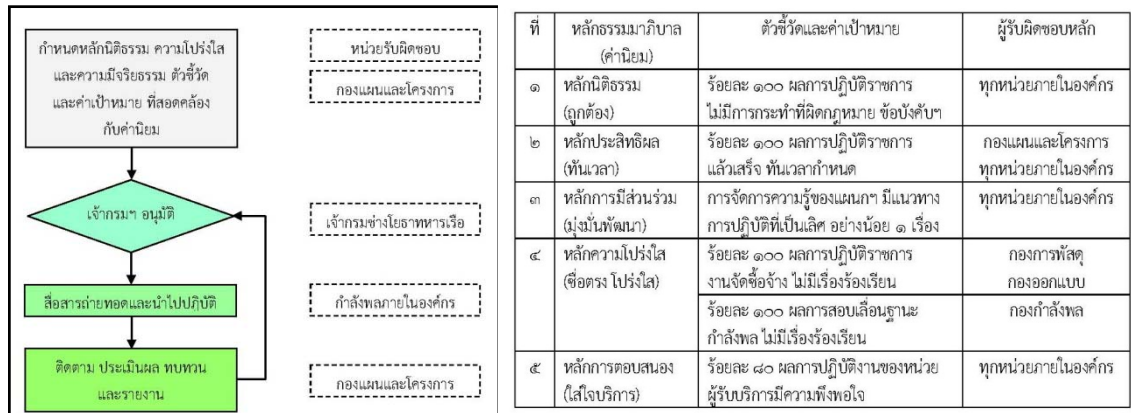 กำหนดหลักนิติธรรม ความโปร่งใส
และความมีจริยธรรม ตัวชี้วัด
และค่าเป้าหมาย ที่สอดคล้อง
กับค่านิยม
หน่วยรับผิดชอบ
กองแผนและโครงการ
เจ้ากรมฯ อนุมัติ
เจ้ากรมช่างโยธาทหารเรือ
สื่อสารถ่ายทอดและนำไปปฏิบัติ
กำลังพลภายในองค์กร
ติดตาม ประเมินผล ทบทวน
และรายงาน
กองแผนและโครงการ
ที่ หลักธรรมมาภิบาล ตัวชี้วัดและค่าเป้าหมาย ผู้รับผิดชอบหลัก
(ค่านิยม)
๑ หลักนิติธรรม ร้อยละ ๑๐๐ ผลการปฏิบัติราชการ ทุกหน่วยภายในองค์กร
(ถูกต้อง) ไม่มีการกระทำที่ผิดกฎหมาย ข้อบังคับฯ
๒ หลักประสิทธิผล ร้อยละ ๑๐๐ ผลการปฏิบัติราชการ กองแผนและโครงการ
(ทันเวลา) แล้วเสร็จ ทันเวลากำหนด ทุกหน่วยภายในองค์กร
๓ หลักการมีส่วนร่วม การจัดการความรู้ของแผนกฯ มีแนวทาง ทุกหน่วยภายในองค์กร
(มุ่งมั่นพัฒนา) การปฏิบัติที่เป็นเลิศ อย่างน้อย ๑ เรื่อง
๔ หลักความโปร่งใส ร้อยละ ๑๐๐ ผลการปฏิบัติราชการ กองการพัสดุ
(ซื่อตรง โปร่งใส) งานจัดซื้อจ้าง ไม่มีเรื่องร้องเรียน กองออกแบบ
ร้อยละ ๑๐๐ ผลการสอบเลื่อนฐานะ กองกำลังพล
กำลังพล ไม่มีเรื่องร้องเรียน
๕ หลักการตอบสนอง ร้อยละ ๘๐ ผลการปฏิบัติงานของหน่วย ทุกหน่วยภายในองค์กร
(ใส่ใจบริการ) ผู้รับบริการมีความพึงพอใจ